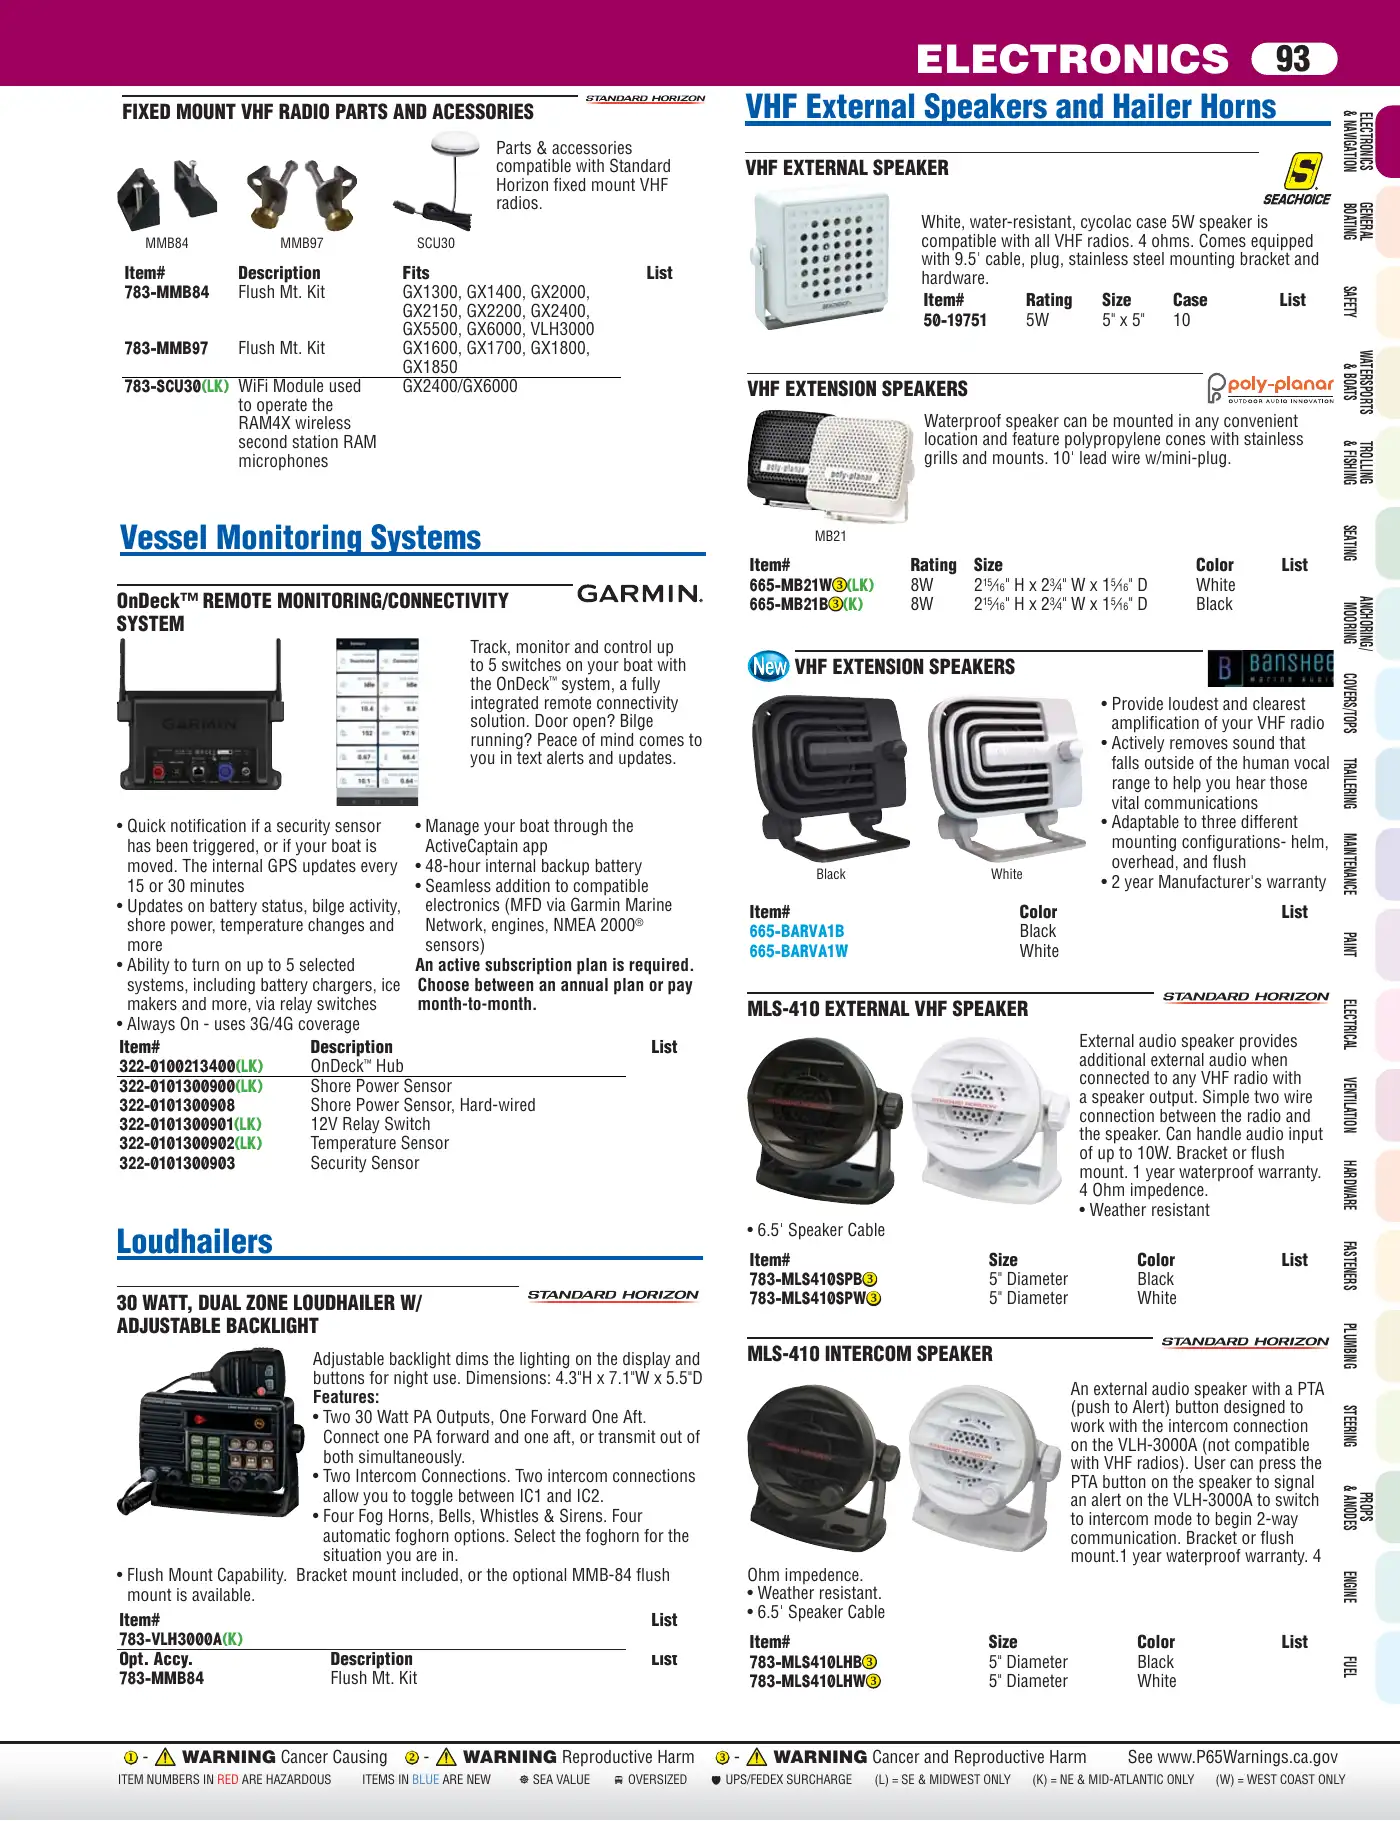 ELECTRONICS 93
FIXED MOUNT VHF RADIO PARTS AND ACESSORIES
STANDARD HORIZON
Parts & accessories
compatible with Standard
Horizon fixed mount VHF
radios.
MMB84 MMB97 SCU30
Item# Description Fits List
783-MMB84 Flush Mt. Kit GX1300, GX1400, GX2000,
GX2150, GX2200, GX2400,
GX5500, GX6000, VLH3000
783-MMB97 Flush Mt. Kit GX1600, GX1700, GX1800,
GX1850
783-SCU30(LK) WiFi Module used GX2400/GX6000
to operate the
RAM4X wireless
second station RAM
microphones
Vessel Monitoring Systems
OnDeck™ REMOTE MONITORING/CONNECTIVITY
SYSTEM
GARMIN.
Track, monitor and control up
to 5 switches on your boat with
the OnDeck™ system, a fully
integrated remote connectivity
solution. Door open? Bilge
running? Peace of mind comes to
you in text alerts and updates.
• Quick notification if a security sensor
has been triggered, or if your boat is
moved. The internal GPS updates every
15 or 30 minutes
• Updates on battery status, bilge activity,
shore power, temperature changes and
more
• Ability to turn on up to 5 selected
systems, including battery chargers, ice
makers and more, via relay switches
• Always On - uses 3G/4G coverage
• Manage your boat through the
ActiveCaptain app
• 48-hour internal backup battery
• Seamless addition to compatible
electronics (MFD via Garmin Marine
Network, engines, NMEA 2000®
sensors)
An active subscription plan is required.
Choose between an annual plan or pay
month-to-month.
Item# Description List
322-0100213400(LK) OnDeck™ Hub
322-0101300900(LK) Shore Power Sensor
322-0101300908 Shore Power Sensor, Hard-wired
322-0101300901(LK) 12V Relay Switch
322-0101300902(LK) Temperature Sensor
322-0101300903 Security Sensor
Loudhailers
30 WATT, DUAL ZONE LOUDHAILER W/
ADJUSTABLE BACKLIGHT
STANDARD HORIZON
Adjustable backlight dims the lighting on the display and
buttons for night use. Dimensions: 4.3"H x 7.1"W x 5.5"D
Features:
• Two 30 Watt PA Outputs, One Forward One Aft.
Connect one PA forward and one aft, or transmit out of
both simultaneously.
• Two Intercom Connections. Two intercom connections
allow you to toggle between IC1 and IC2.
• Four Fog Horns, Bells, Whistles & Sirens. Four
automatic foghorn options. Select the foghorn for the
situation you are in.
• Flush Mount Capability. Bracket mount included, or the optional MMB-84 flush
mount is available.
Item# List
783-VLH3000A(K)
Opt. Accy. Description List
783-MMB84 Flush Mt. Kit
VHF External Speakers and Hailer Horns
VHF EXTERNAL SPEAKER
S
SEACHOICE
White, water-resistant, cycolac case 5W speaker is
compatible with all VHF radios. 4 ohms. Comes equipped
with 9.5' cable, plug, stainless steel mounting bracket and
hardware.
Item# Rating Size Case List
50-19751 5W 5" x 5" 10
VHF EXTENSION SPEAKERS
poly-planar
OUTDOOR AUDIO INNOVATION
Waterproof speaker can be mounted in any convenient
location and feature polypropylene cones with stainless
grills and mounts. 10' lead wire w/mini-plug.
MB21
Item# Rating Size Color List
665-MB21W③(LK) 8W 2¹⁵⁄₁₆" H x 2¾" W x 1⁵⁄₁₆" D White
665-MB21B③(K) 8W 2¹⁵⁄₁₆" H x 2¾" W x 1⁵⁄₁₆" D Black
New VHF EXTENSION SPEAKERS
B BANSHEE
MARINE AUDIO
• Provide loudest and clearest
amplification of your VHF radio
• Actively removes sound that
falls outside of the human vocal
range to help you hear those
vital communications
• Adaptable to three different
mounting configurations- helm,
overhead, and flush
• 2 year Manufacturer's warranty
Black White
Item# Color List
665-BARVA1B Black
665-BARVA1W White
MLS-410 EXTERNAL VHF SPEAKER
STANDARD HORIZON
External audio speaker provides
additional external audio when
connected to any VHF radio with
a speaker output. Simple two wire
connection between the radio and
the speaker. Can handle audio input
of up to 10W. Bracket or flush
mount. 1 year waterproof warranty.
4 Ohm impedence.
• Weather resistant
• 6.5' Speaker Cable
Item# Size Color List
783-MLS410SPB③ 5" Diameter Black
783-MLS410SPW③ 5" Diameter White
MLS-410 INTERCOM SPEAKER
STANDARD HORIZON
An external audio speaker with a PTA
(push to Alert) button designed to
work with the intercom connection
on the VLH-3000A (not compatible
with VHF radios). User can press the
PTA button on the speaker to signal
an alert on the VLH-3000A to switch
to intercom mode to begin 2-way
communication. Bracket or flush
mount.1 year waterproof warranty. 4
Ohm impedence.
• Weather resistant.
• 6.5' Speaker Cable
Item# Size Color List
783-MLS410LHB③ 5" Diameter Black
783-MLS410LHW③ 5" Diameter White
ELECTRONICS
& NAVIGATION
GENERAL
BOATING
SAFETY
WATERSPORTS
& BOATS
TROLLING
& FISHING
SEATING
ANCHORING/
MOORING
COVERS/TOPS
TRAILERING
MAINTENANCE
PAINT
ELECTRICAL
VENTILATION
HARDWARE
FASTENERS
PLUMBING
STEERING
PROPS
& ANODES
ENGINE
FUEL
① - WARNING Cancer Causing ② - WARNING Reproductive Harm ③ - WARNING Cancer and Reproductive Harm See www.P65Warnings.ca.gov
ITEM NUMBERS IN RED ARE HAZARDOUS ITEMS IN BLUE ARE NEW SEA VALUE OVERSIZED UPS/FEDEX SURCHARGE (L) = SE & MIDWEST ONLY (K) = NE & MID-ATLANTIC ONLY (W) = WEST COAST ONLY